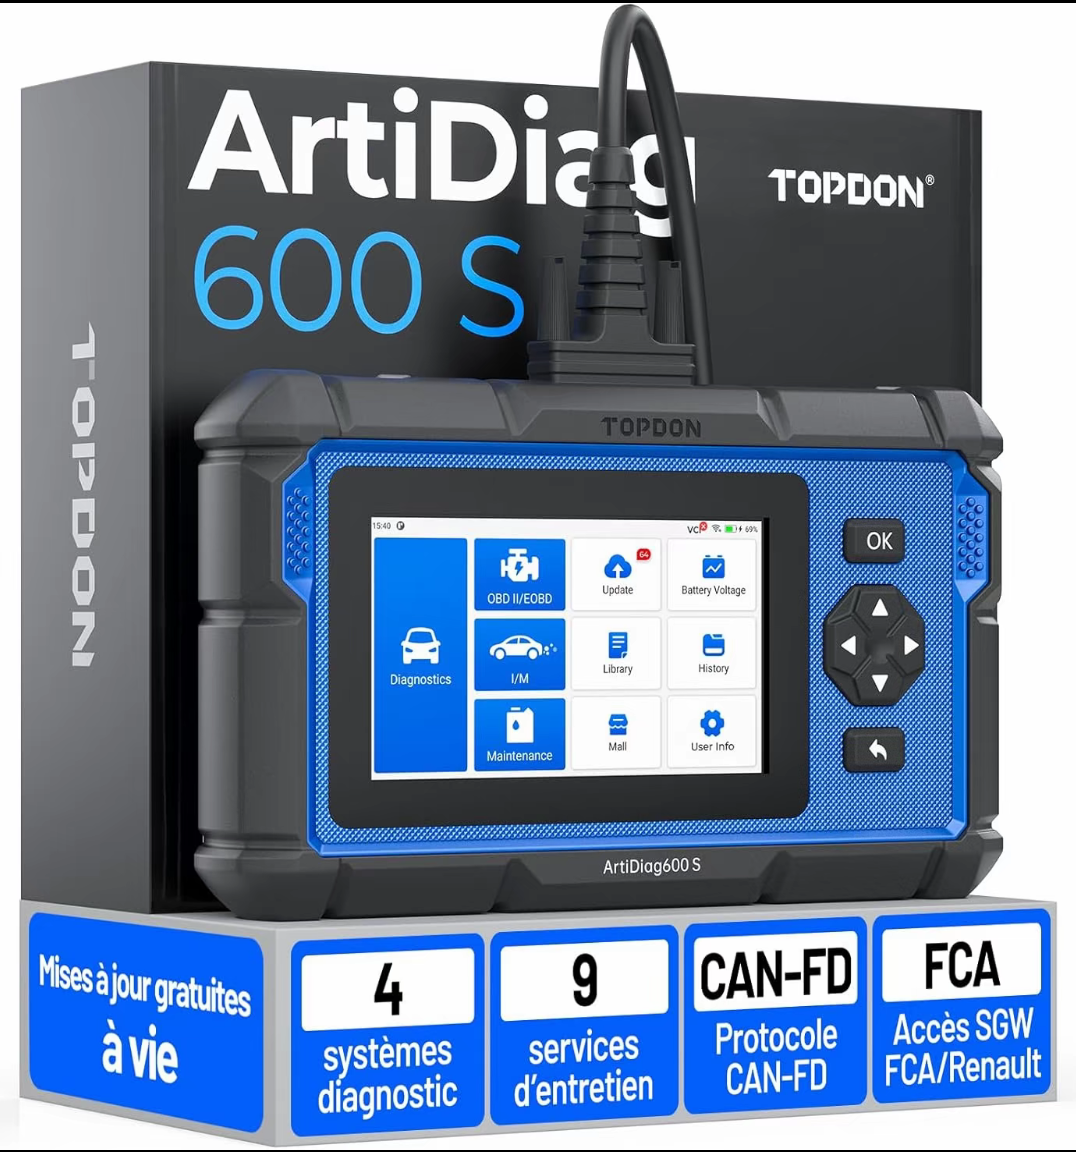 ArtiDiag
600 S
TOPDON®
TOPDON
TOPDON
15:40
VCI
69%
Diagnostics
OBD II/EOBD
Update
64
Battery Voltage
I/M
Library
History
Maintenance
Mall
User Info
OK
ArtiDiag600 S
Mises à jour gratuites
à vie
4
systèmes
diagnostic
9
services
d'entretien
CAN-FD
Protocole
CAN-FD
FCA
Accès SGW
FCA/Renault